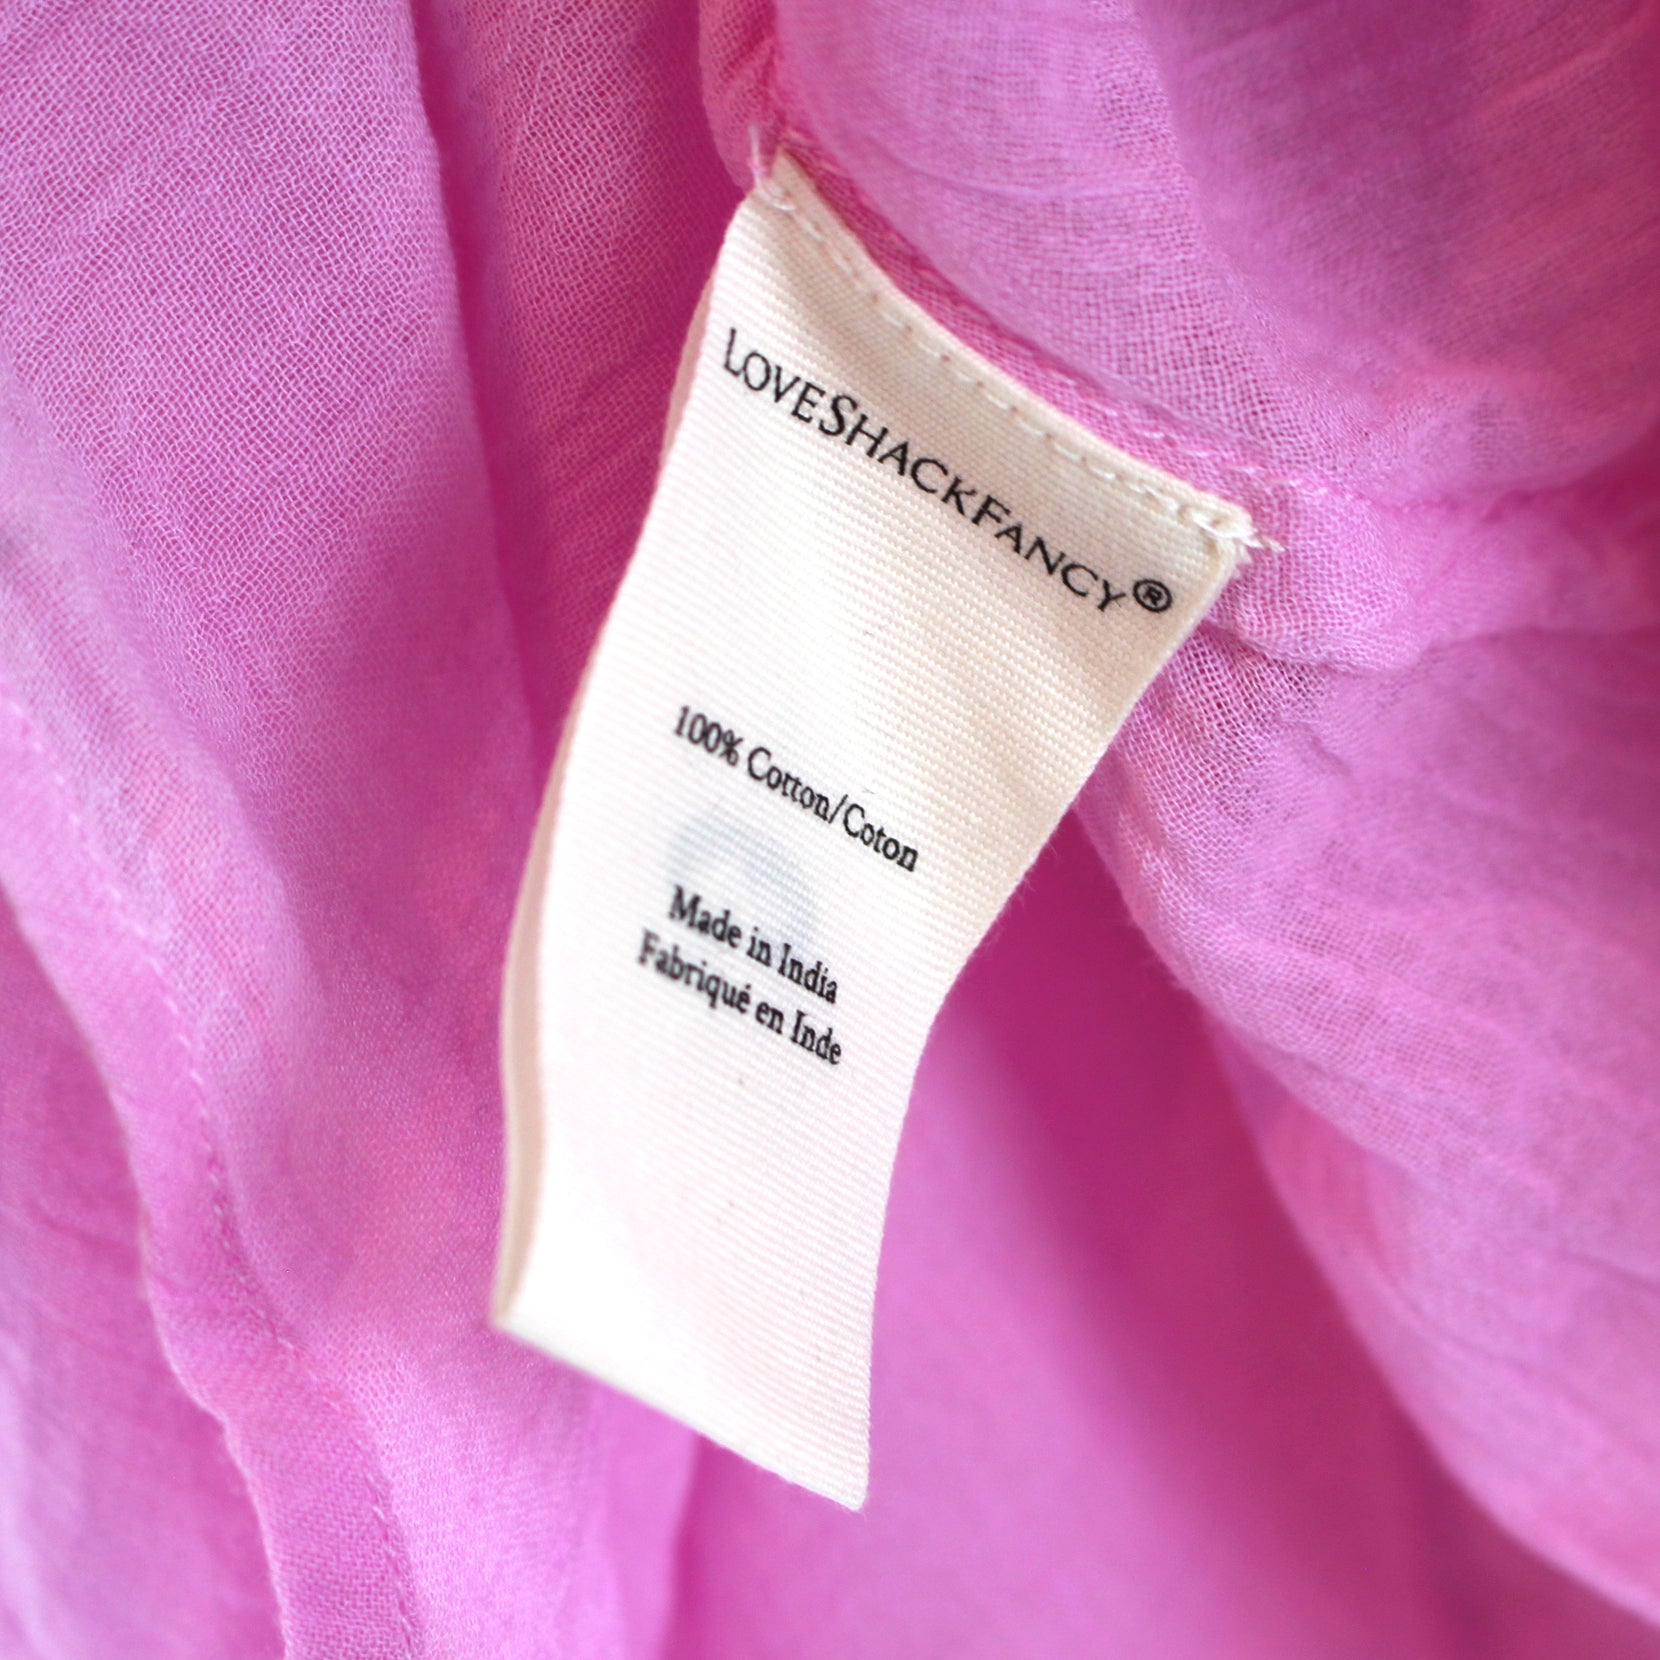 LOVESHACKFANCY®
100% Cotton/Coton
Made in India
Fabriqué en Inde